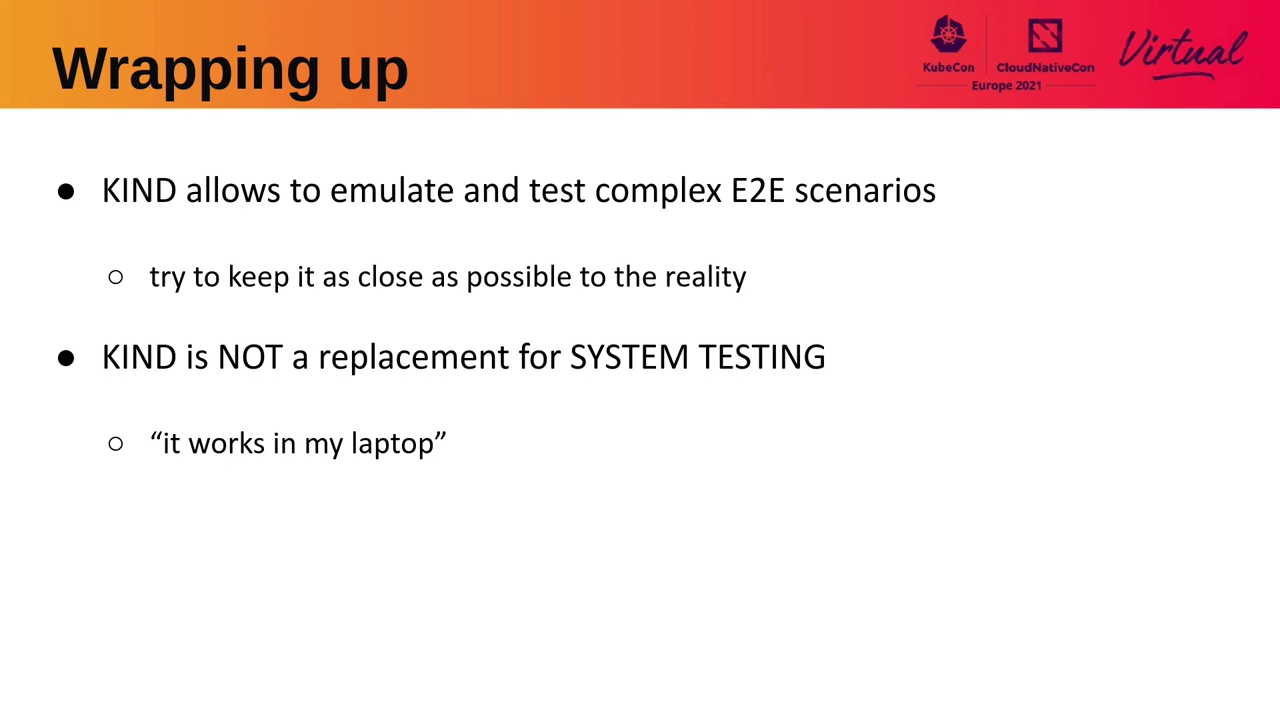 Wrapping up
KubeCon
CloudNativeCon
Europe 2021
Virtual
● KIND allows to emulate and test complex E2E scenarios
○ try to keep it as close as possible to the reality
● KIND is NOT a replacement for SYSTEM TESTING
○ “it works in my laptop”